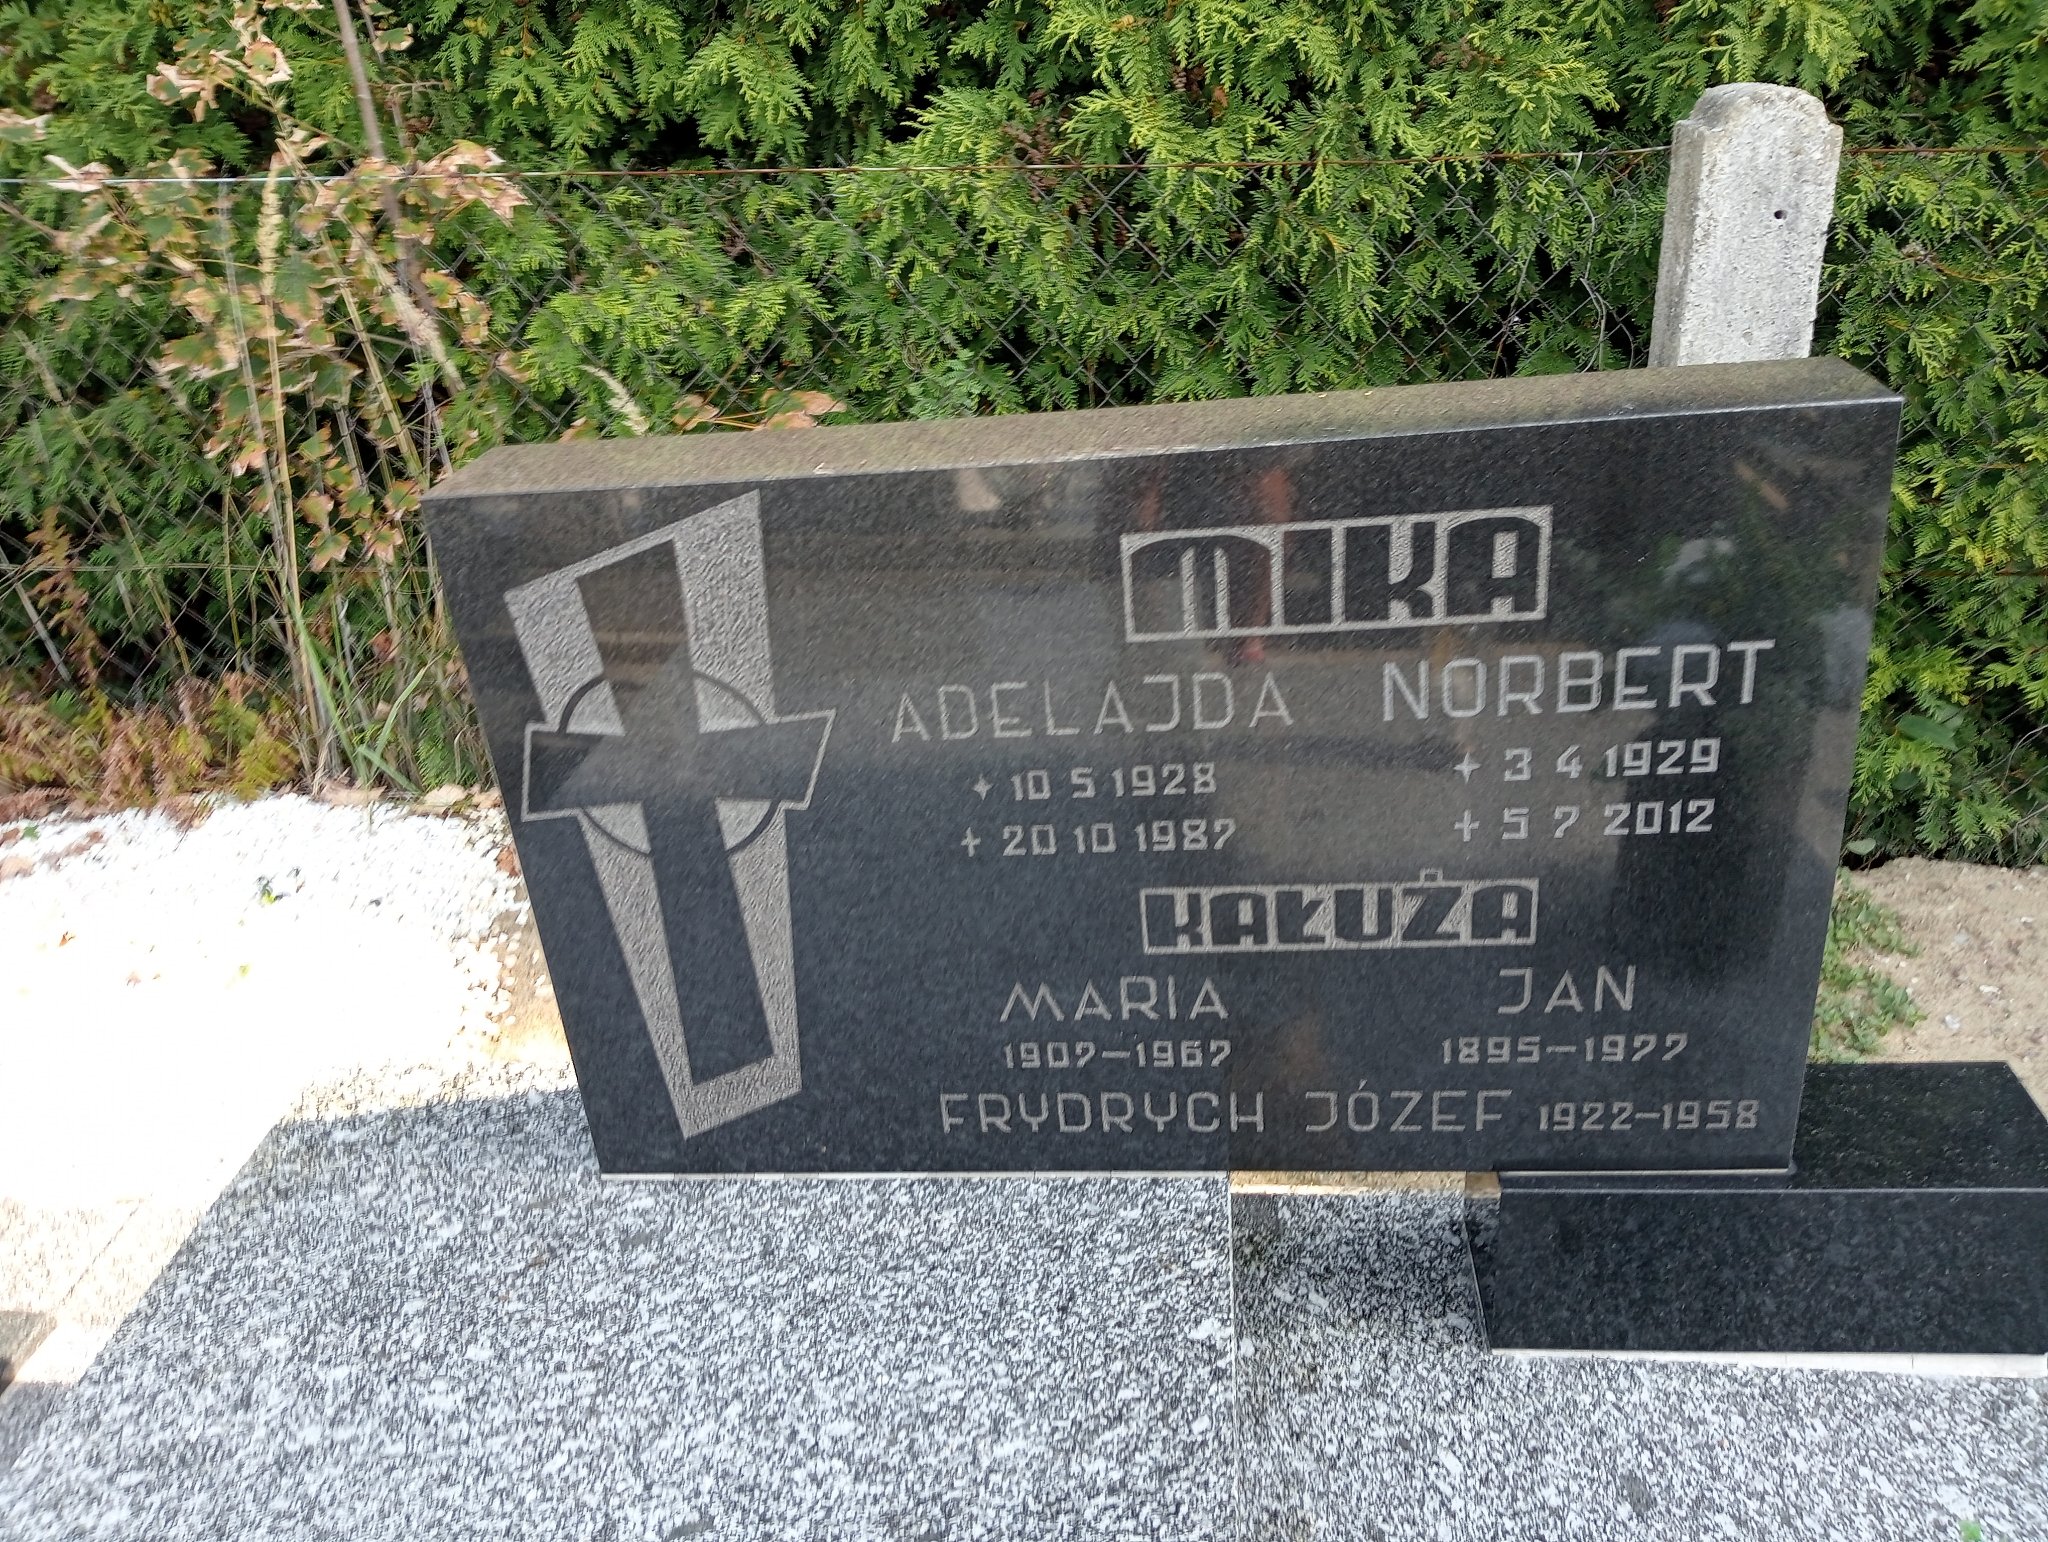 MIKA
ADELAJDA NORBERT
+ 10 5 1928 + 3 4 1929
+ 20 10 1987 + 5 7 2012
KAŁUŻA
MARIA JAN
1907-1967 1895-1977
FRYDRYCH JÓZEF 1922-1958